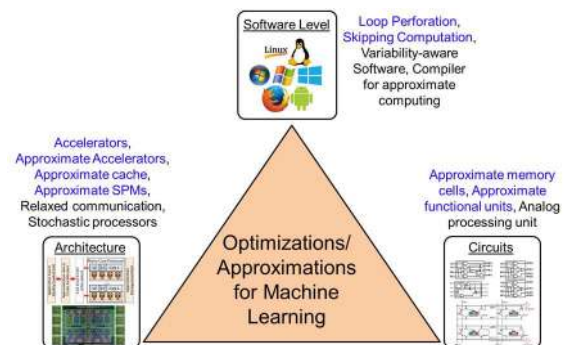 Software Level
Linux
Loop Perforation,
Skipping Computation,
Variability-aware
Software, Compiler
for approximate
computing
Accelerators,
Approximate Accelerators,
Approximate cache,
Approximate SPMs,
Relaxed communication,
Stochastic processors
Architecture
Optimizations/
Approximations
for Machine
Learning
Approximate memory
cells, Approximate
functional units, Analog
processing unit
Circuits